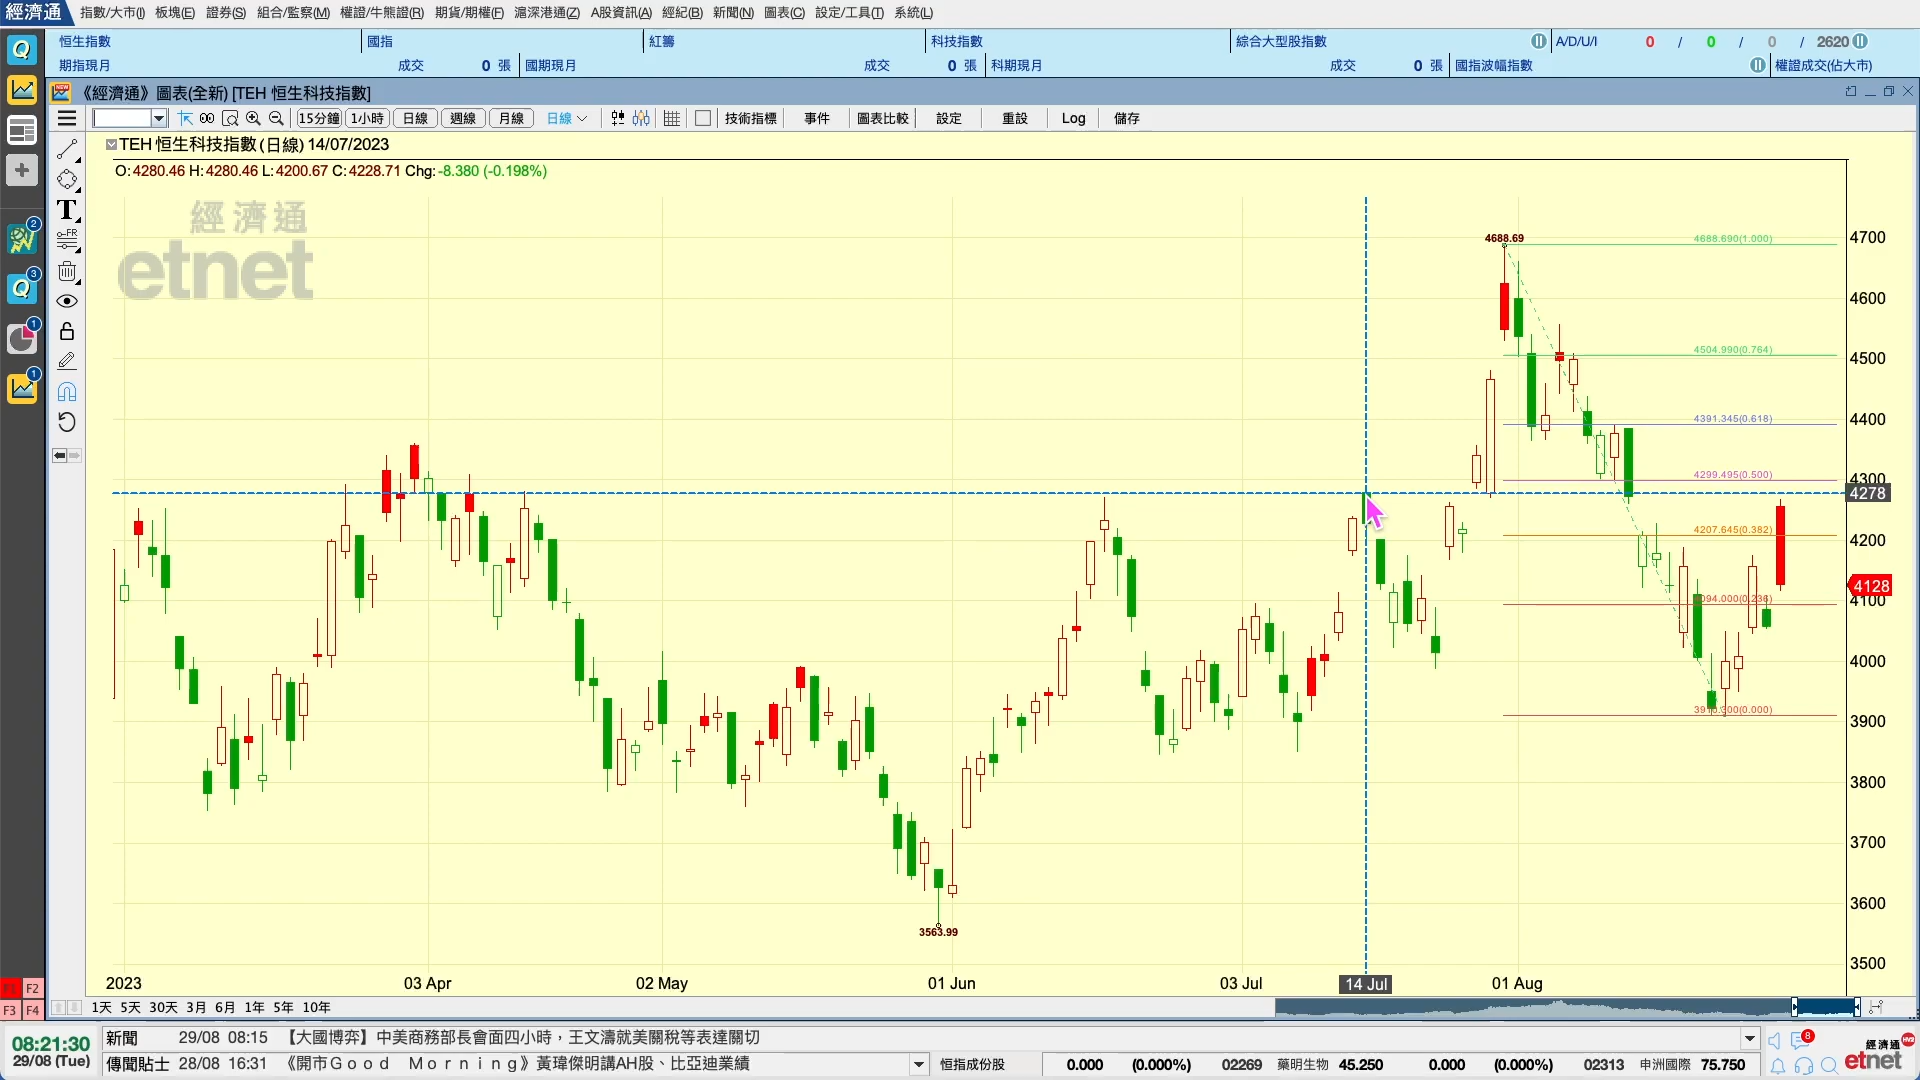 經濟通 指數/大市(I) 板塊(E) 證券(S) 組合/監察(M) 權證/牛熊證(R) 期貨/期權(F) 滬深港通(Z) A股資訊(A) 經紀(B) 新聞(N) 圖表(C) 設定/工具(T) 系統(L)
恒生指數 國指 紅籌 科技指數 綜合大型股指數 A/D/U/I 0 / 0 / 0 / 2620
期指現月 成交 0 張 國期現月 成交 0 張 科期現月 成交 0 張 國指波幅指數 權證成交(佔大市)
《經濟通》圖表(全新) [TEH 恒生科技指數]
15分鐘 1小時 日線 週線 月線 日線 技術指標 事件 圖表比較 設定 重設 Log 儲存
TEH 恒生科技指數 (日線) 14/07/2023
O:4280.46 H:4280.46 L:4200.67 C:4228.71 Chg:-8.380 (-0.198%)
經濟通
etnet
T
FR
Q
2
Q
3
1
1
4688.69
4688.690(1.000)
4504.990(0.764)
4391.345(0.618)
4299.495(0.500)
4207.645(0.382)
(0.236)
(0.000)
3563.99
4700
4600
4500
4400
4300
4278
4200
4128
4100
4000
3900
3800
3700
3600
3500
2023 03 Apr 02 May 01 Jun 03 Jul 14 Jul 01 Aug
F1 F2
F3 F4
1天 5天 30天 3月 6月 1年 5年 10年
08:21:30
29/08 (Tue)
新聞 29/08 08:15 【大國博弈】中美商務部長會面四小時，王文濤就美關稅等表達關切
傳聞貼士 28/08 16:31 《開市Ｇｏｏｄ Ｍｏｒｎｉｎｇ》黃瑋傑明講AH股、比亞迪業績
恒指成份股 0.000 (0.000%) 02269 藥明生物 45.250 0.000 (0.000%) 02313 申洲國際 75.750
8
經濟通
etnet